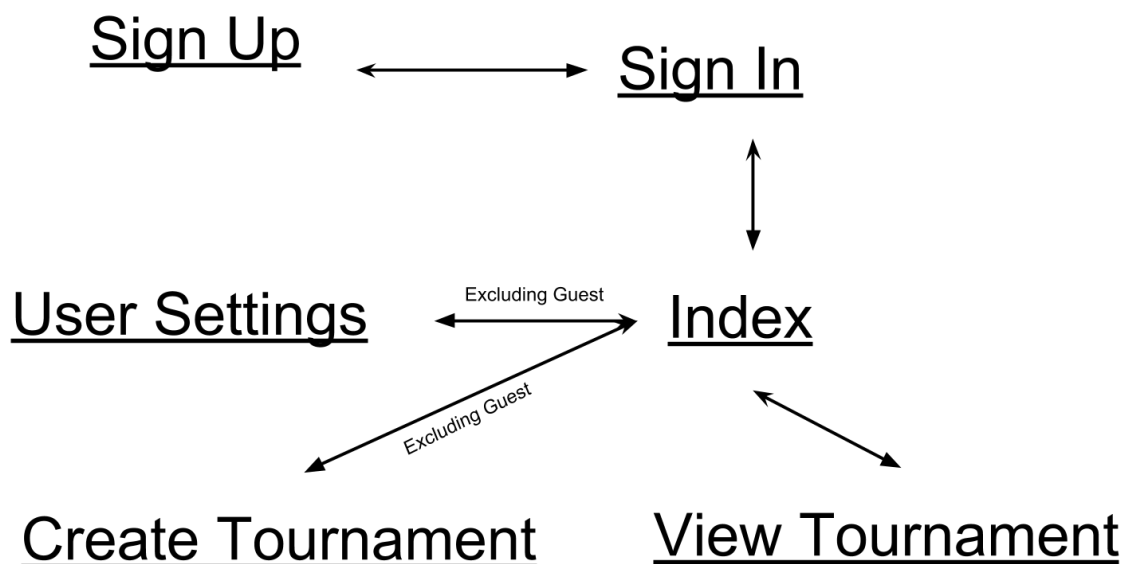 Sign Up
Sign In
Excluding Guest
User Settings
Index
Excluding Guest
Create Tournament
View Tournament